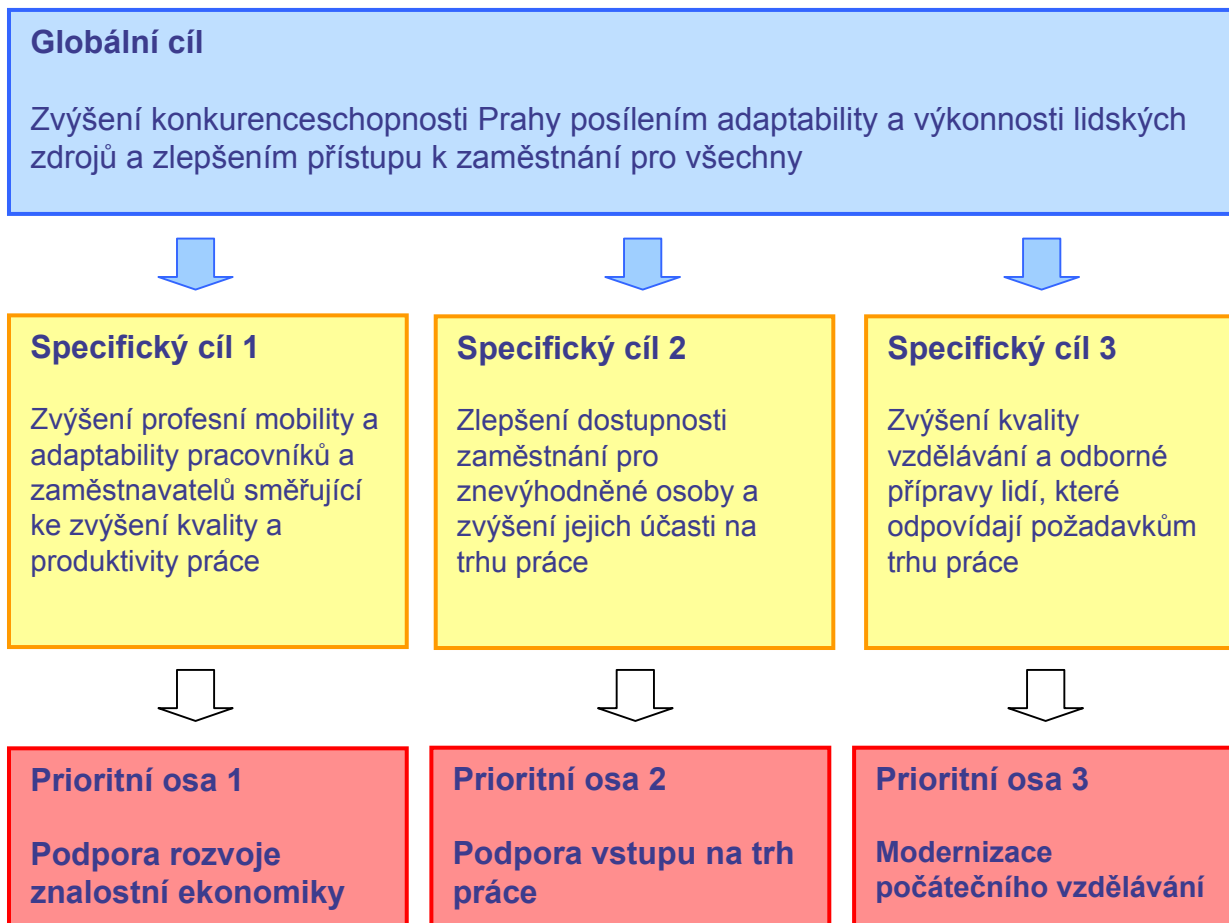 Globální cíl
Zvýšení konkurenceschopnosti Prahy posílením adaptability a výkonnosti lidských
zdrojů a zlepšením přístupu k zaměstnání pro všechny
Specifický cíl 1
Zvýšení profesní mobility a
adaptability pracovníků a
zaměstnavatelů směřující
ke zvýšení kvality a
produktivity práce
Specifický cíl 2
Zlepšení dostupnosti
zaměstnání pro
znevýhodněné osoby a
zvýšení jejich účasti na
trhu práce
Specifický cíl 3
Zvýšení kvality
vzdělávání a odborné
přípravy lidí, které
odpovídají požadavkům
trhu práce
Prioritní osa 1
Podpora rozvoje
znalostní ekonomiky
Prioritní osa 2
Podpora vstupu na trh
práce
Prioritní osa 3
Modernizace
počátečního vzdělávání